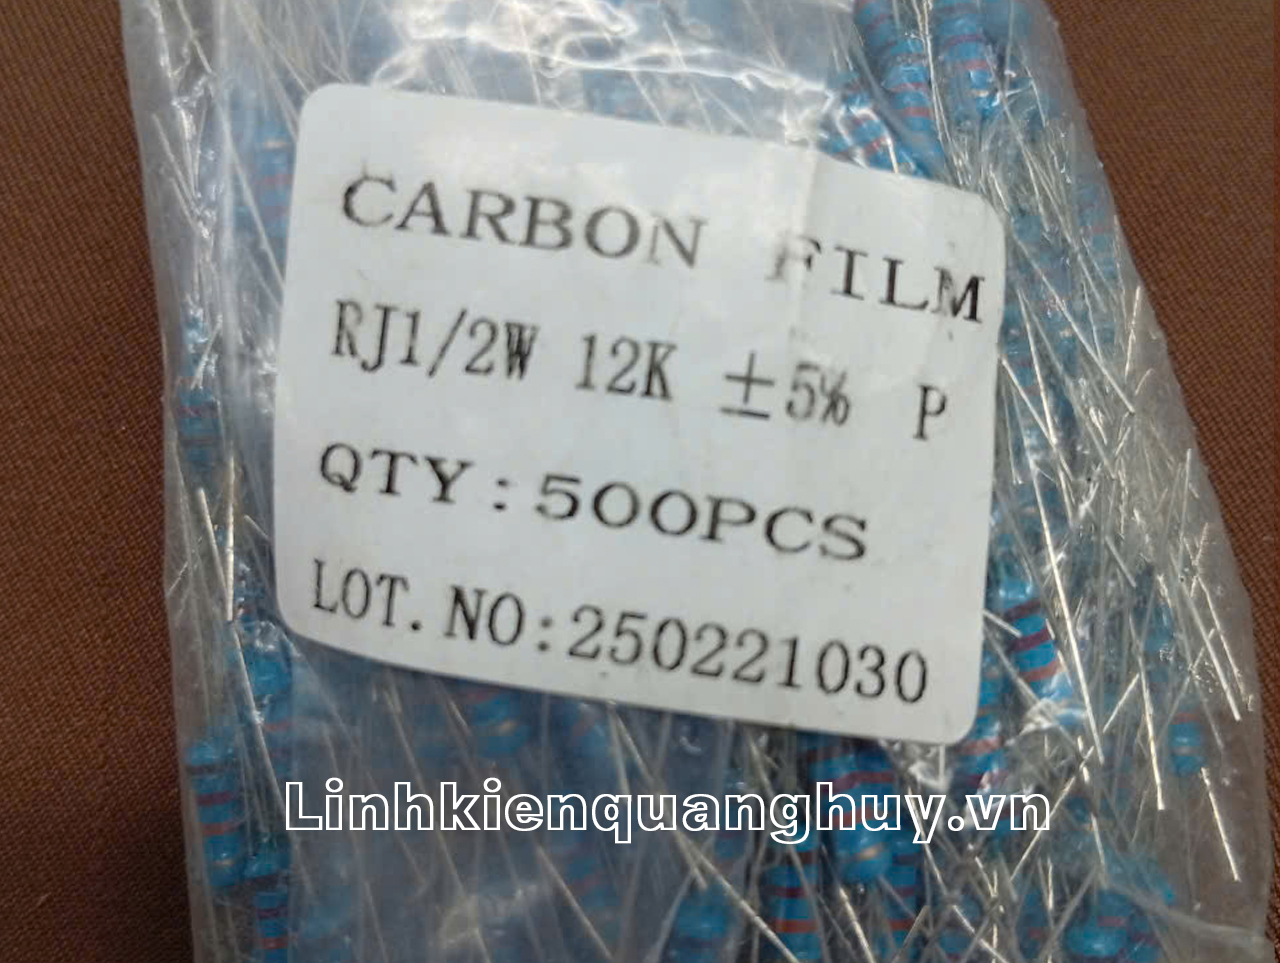 CARBON FILM
RJ1/2W 12K ±5% P
QTY:500PCS
LOT.NO:250221030
Linhkienquanghuy.vn